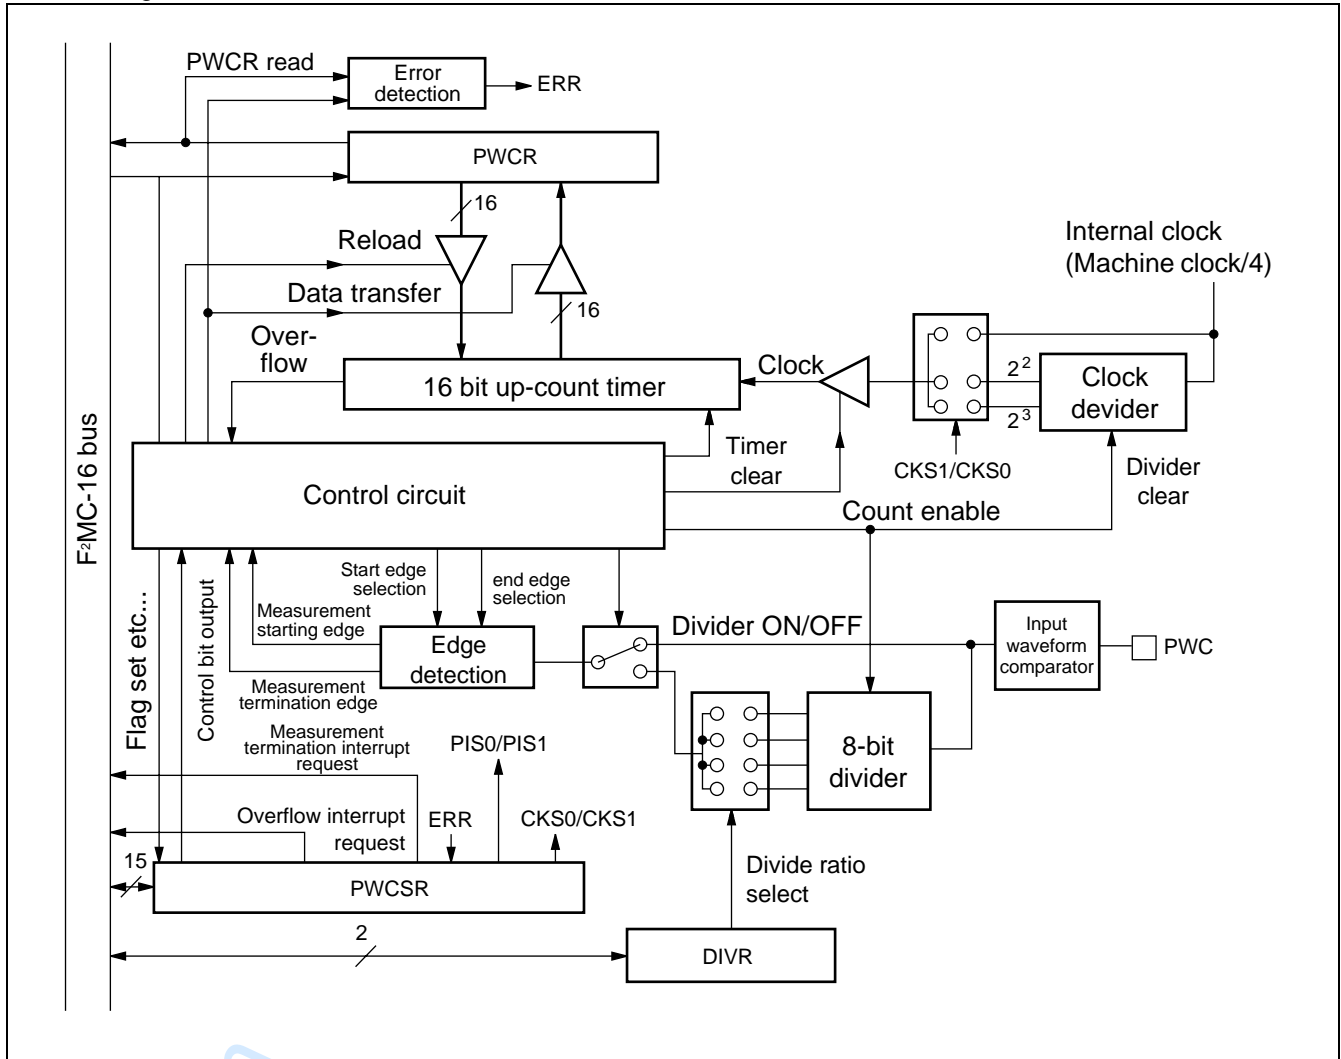 PWCR read
Error
detection
ERR
PWCR
16
Reload
Internal clock
(Machine clock/4)
Data transfer
16
Over-
flow
Clock
2²
Clock
devider
16 bit up-count timer
2³
F²MC-16 bus
Timer
clear
CKS1/CKS0
Divider
clear
Control circuit
Count enable
Flag set etc...
Control bit output
Start edge
selection
end edge
selection
Measurement
starting edge
Divider ON/OFF
Input
waveform
comparator
PWC
Edge
detection
Measurement
termination edge
Measurement
termination interrupt
request
PIS0/PIS1
8-bit
divider
Overflow interrupt
request
ERR
CKS0/CKS1
15
PWCSR
Divide ratio
select
2
DIVR